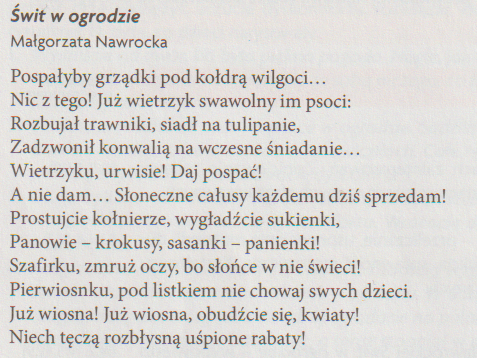 Świt w ogrodzie
Małgorzata Nawrocka
Pospałyby grządki pod kołdrą wilgoci…
Nic z tego! Już wietrzyk swawolny im psoci:
Rozbujał trawniki, siadł na tulipanie,
Zadzwonił konwalią na wczesne śniadanie…
Wietrzyku, urwisie! Daj pospać!
A nie dam… Słoneczne całusy każdemu dziś sprzedam!
Prostujcie kołnierze, wygładźcie sukienki,
Panowie – krokusy, sasanki – panienki!
Szafirku, zmruż oczy, bo słońce w nie świeci!
Pierwiosnku, pod listkiem nie chowaj swych dzieci.
Już wiosna! Już wiosna, obudźcie się, kwiaty!
Niech tęczą rozbłysną uśpione rabaty!